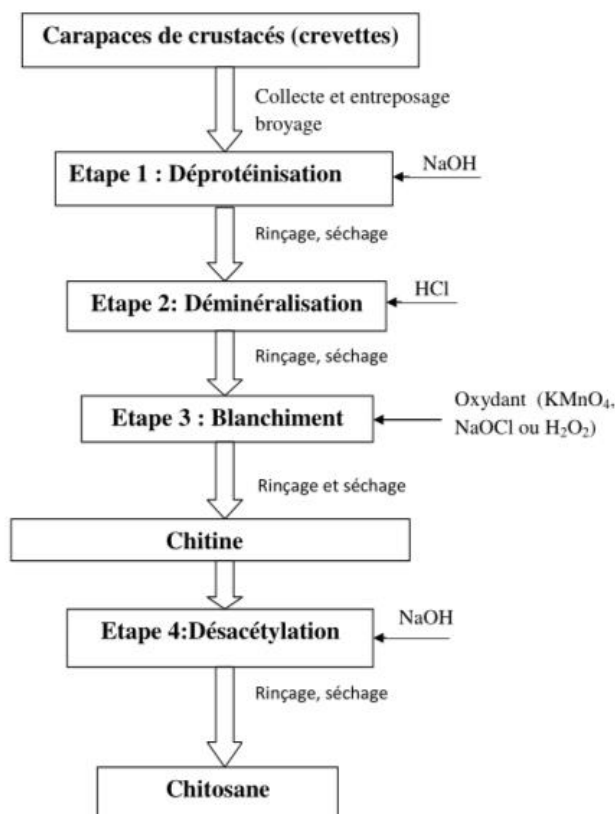 Carapaces de crustacés (crevettes)
Collecte et entreposage
broyage
Etape 1 : Déprotéinisation
NaOH
Rinçage, séchage
Etape 2: Déminéralisation
HCl
Rinçage, séchage
Etape 3 : Blanchiment
Oxydant (KMnO₄,
NaOCl ou H₂O₂)
Rinçage et séchage
Chitine
Etape 4:Désacétylation
NaOH
Rinçage, séchage
Chitosane